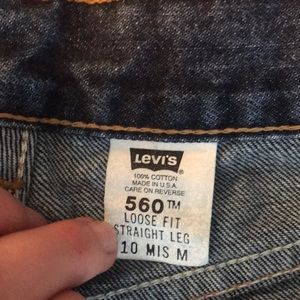 LEVI'S®
100% COTTON
MADE IN U.S.A.
CARE ON REVERSE
560™
LOOSE FIT
STRAIGHT LEG
10 MIS M